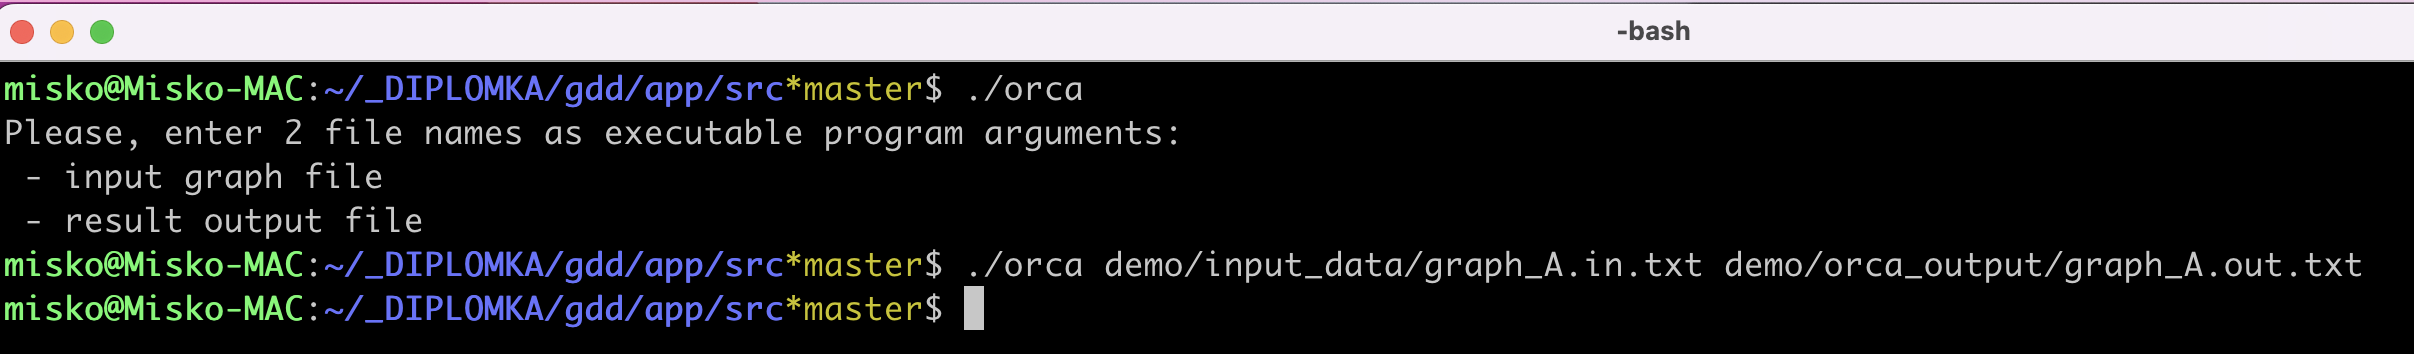 -bash
misko@Misko-MAC:~/_DIPLOMKA/gdd/app/src*master$ ./orca
Please, enter 2 file names as executable program arguments:
 - input graph file
 - result output file
misko@Misko-MAC:~/_DIPLOMKA/gdd/app/src*master$ ./orca demo/input_data/graph_A.in.txt demo/orca_output/graph_A.out.txt
misko@Misko-MAC:~/_DIPLOMKA/gdd/app/src*master$